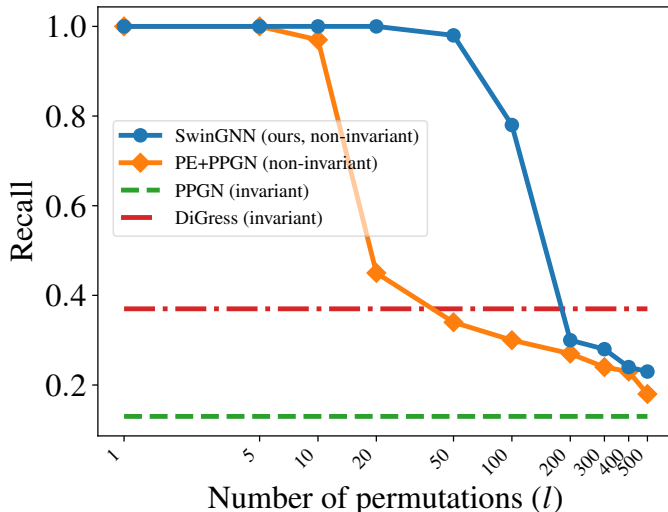 1.0
0.8
0.6
0.4
0.2
Recall
SwinGNN (ours, non-invariant)
PE+PPGN (non-invariant)
PPGN (invariant)
DiGress (invariant)
1
5
10
20
50
100
200
300
400
500
Number of permutations (l)